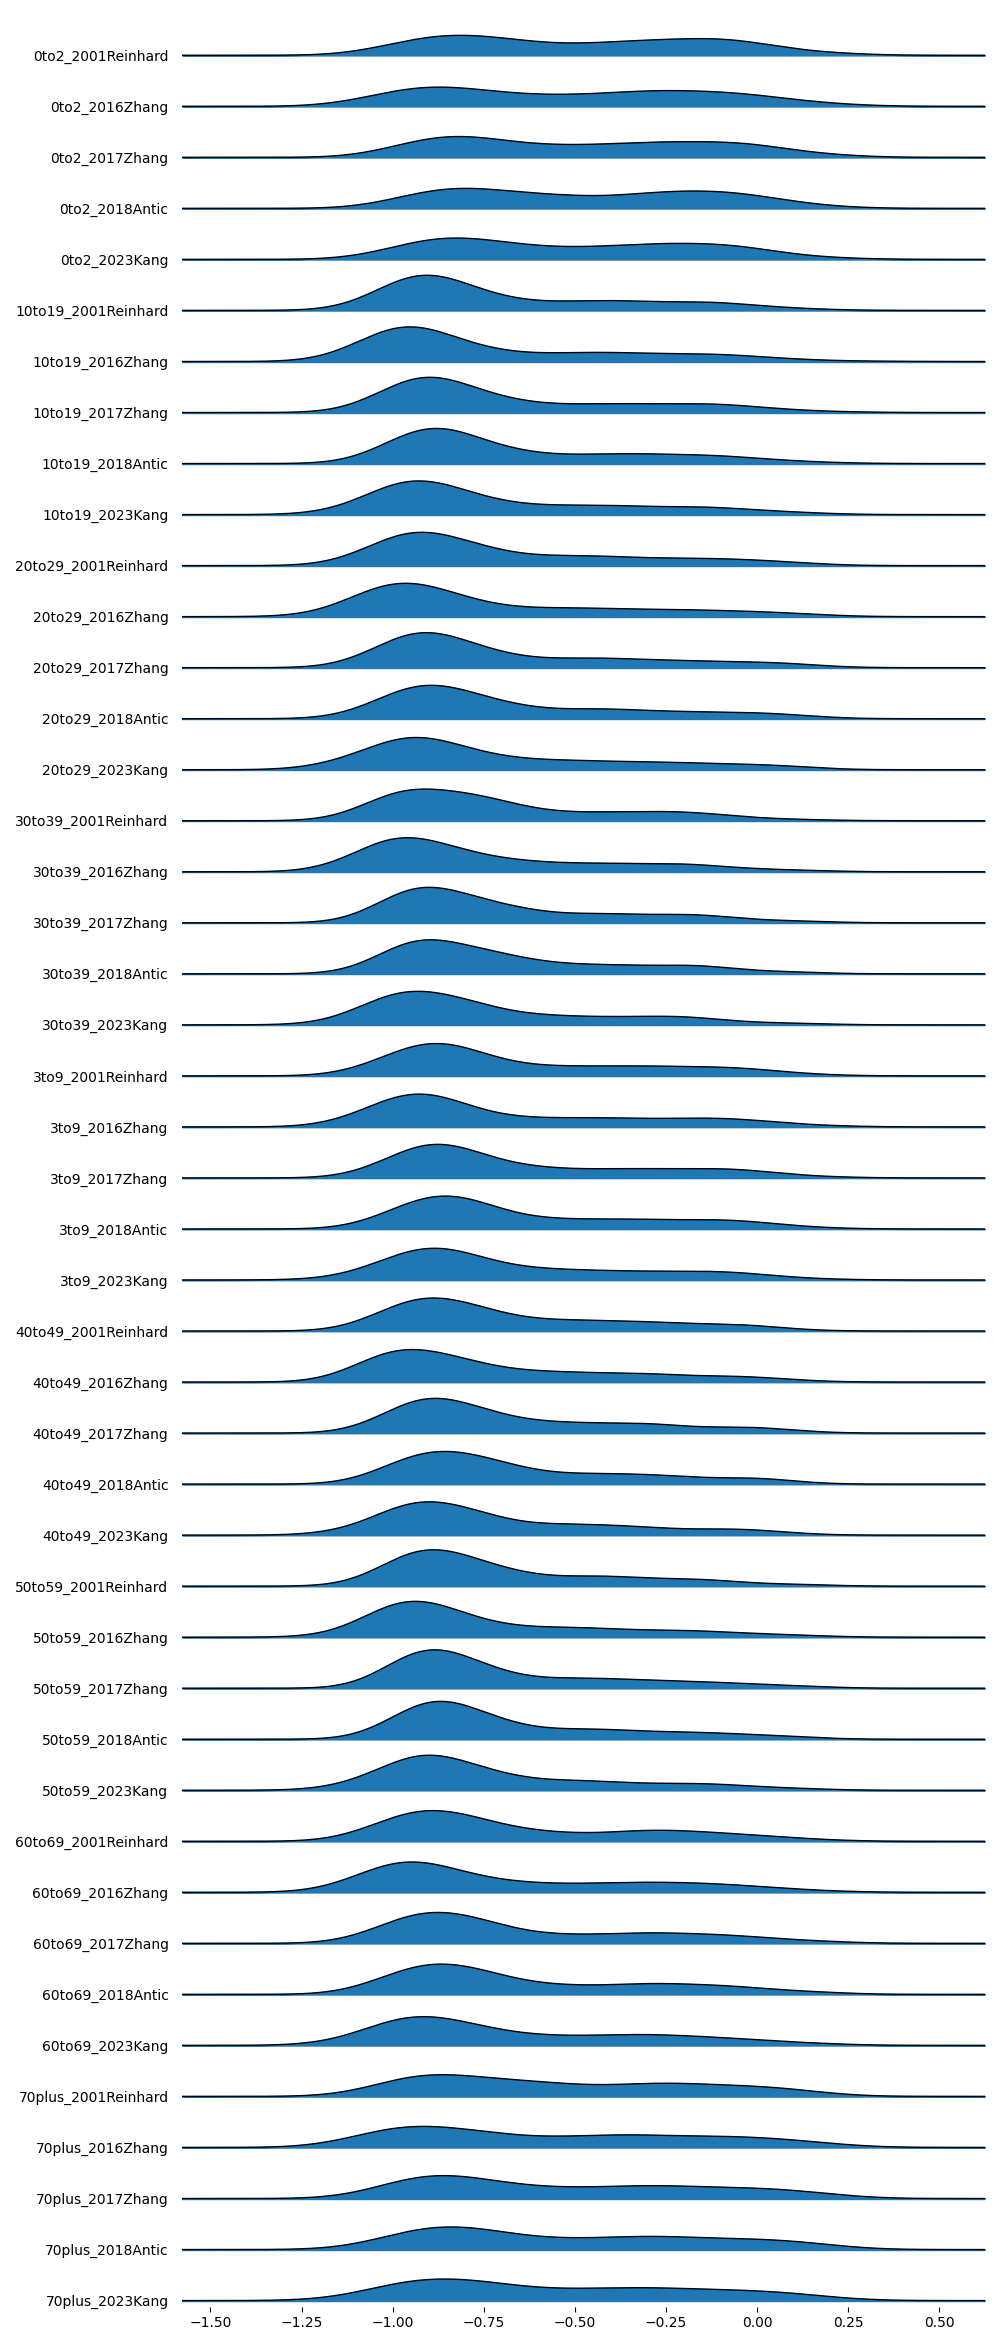 0to2_2001Reinhard
0to2_2016Zhang
0to2_2017Zhang
0to2_2018Antic
0to2_2023Kang
10to19_2001Reinhard
10to19_2016Zhang
10to19_2017Zhang
10to19_2018Antic
10to19_2023Kang
20to29_2001Reinhard
20to29_2016Zhang
20to29_2017Zhang
20to29_2018Antic
20to29_2023Kang
30to39_2001Reinhard
30to39_2016Zhang
30to39_2017Zhang
30to39_2018Antic
30to39_2023Kang
3to9_2001Reinhard
3to9_2016Zhang
3to9_2017Zhang
3to9_2018Antic
3to9_2023Kang
40to49_2001Reinhard
40to49_2016Zhang
40to49_2017Zhang
40to49_2018Antic
40to49_2023Kang
50to59_2001Reinhard
50to59_2016Zhang
50to59_2017Zhang
50to59_2018Antic
50to59_2023Kang
60to69_2001Reinhard
60to69_2016Zhang
60to69_2017Zhang
60to69_2018Antic
60to69_2023Kang
70plus_2001Reinhard
70plus_2016Zhang
70plus_2017Zhang
70plus_2018Antic
70plus_2023Kang
−1.50 −1.25 −1.00 −0.75 −0.50 −0.25 0.00 0.25 0.50